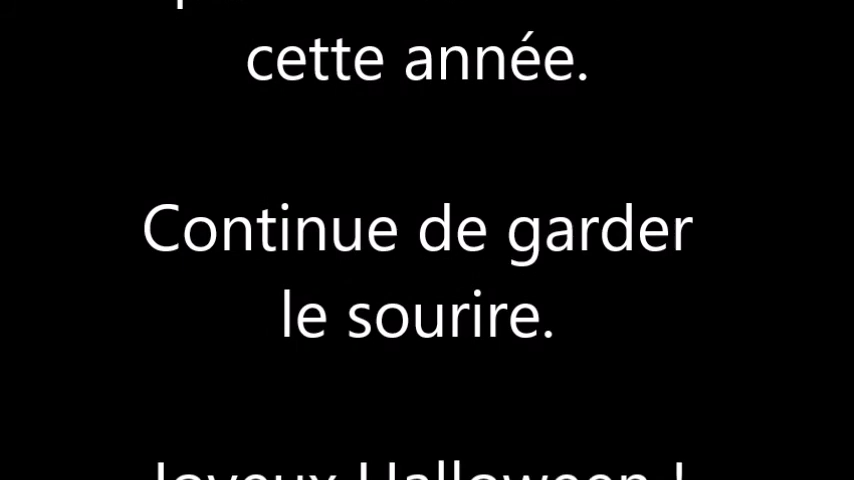 cette année.
Continue de garder
le sourire.
Joyeux Halloween !